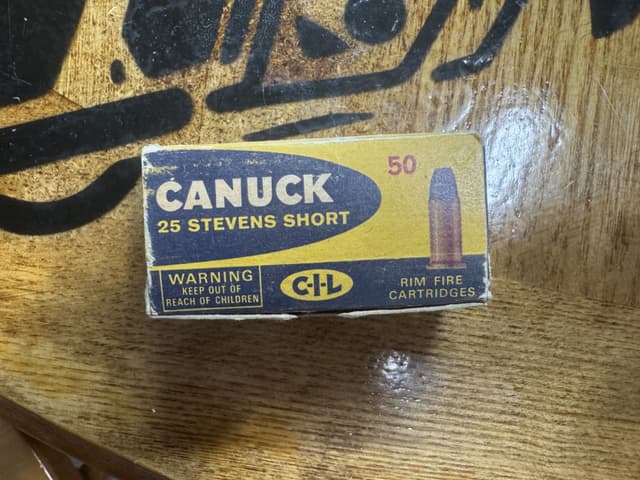 50
CANUCK
25 STEVENS SHORT
WARNING
KEEP OUT OF
REACH OF CHILDREN
C-I-L
RIM FIRE
CARTRIDGES